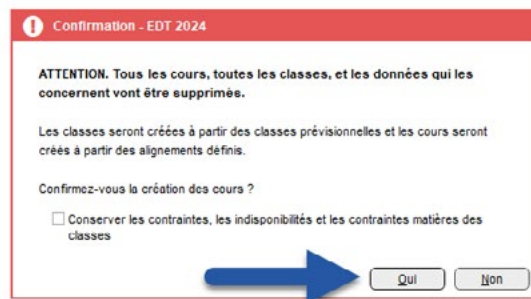 Confirmation - EDT 2024
ATTENTION. Tous les cours, toutes les classes, et les données qui les
concernent vont être supprimés.
Les classes seront créées à partir des classes prévisionnelles et les cours seront
créés à partir des alignements définis.
Confirmez-vous la création des cours ?
Conserver les contraintes, les indisponibilités et les contraintes matières des
classes
Oui Non